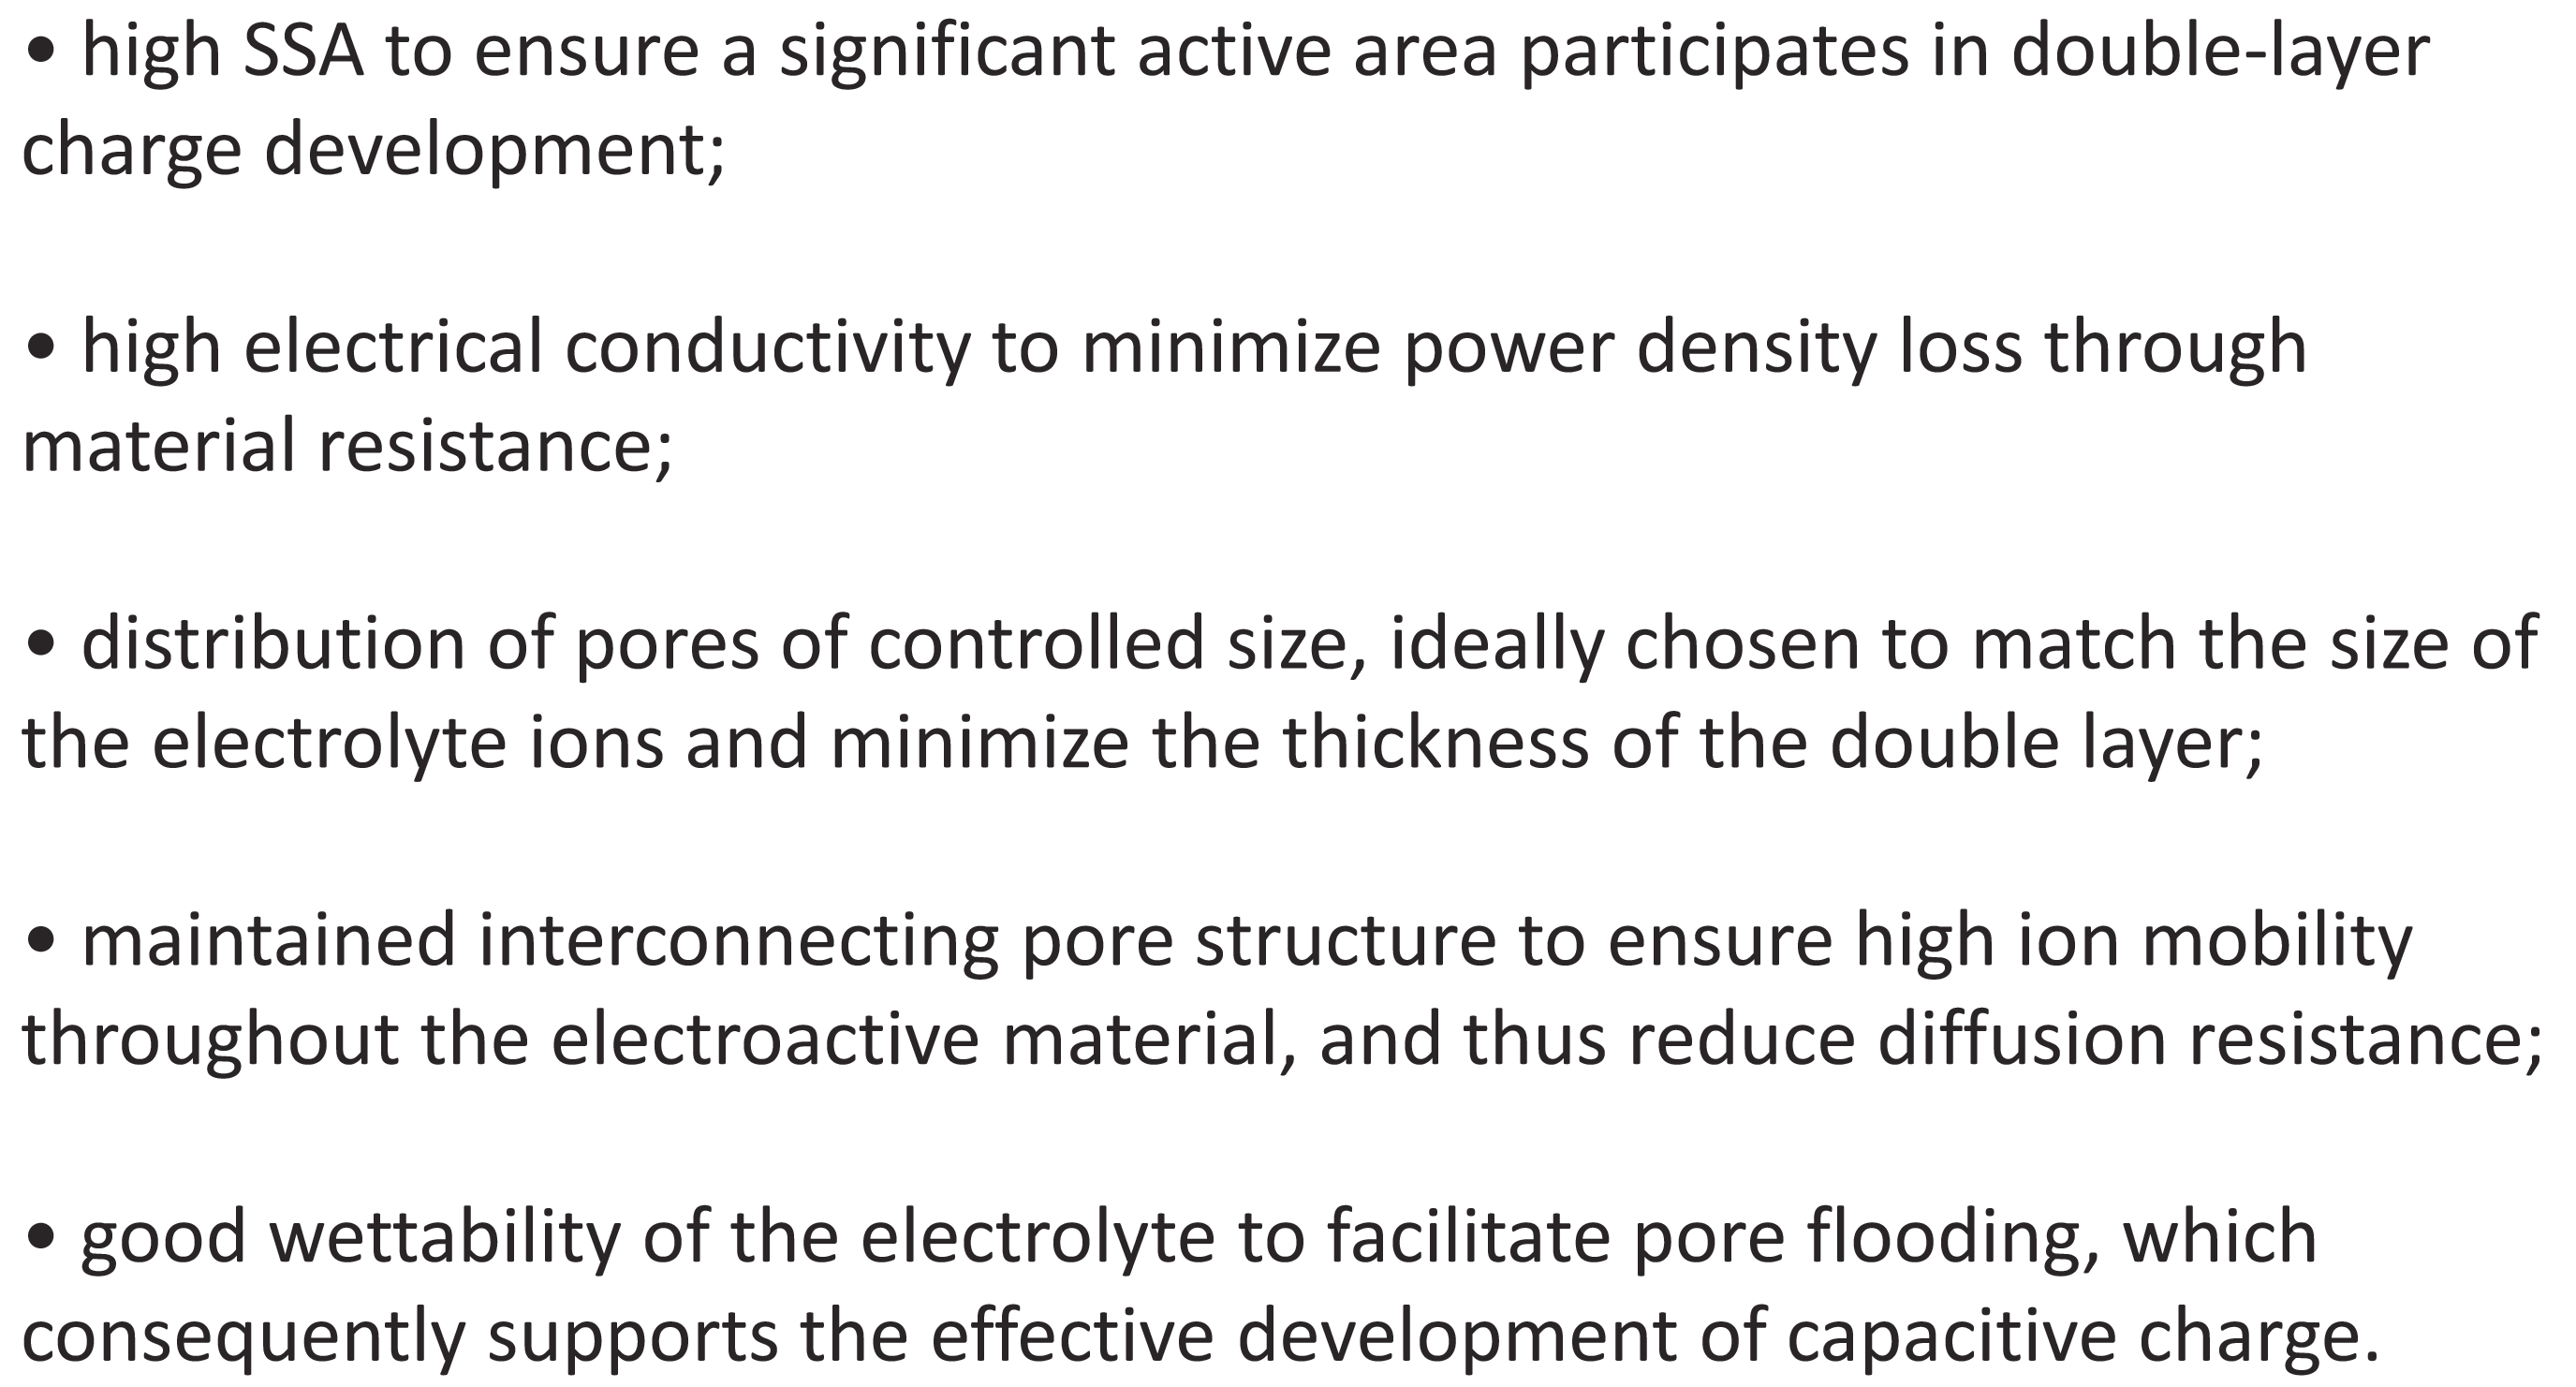 • high SSA to ensure a significant active area participates in double-layer
charge development;
• high electrical conductivity to minimize power density loss through
material resistance;
• distribution of pores of controlled size, ideally chosen to match the size of
the electrolyte ions and minimize the thickness of the double layer;
• maintained interconnecting pore structure to ensure high ion mobility
throughout the electroactive material, and thus reduce diffusion resistance;
• good wettability of the electrolyte to facilitate pore flooding, which
consequently supports the effective development of capacitive charge.